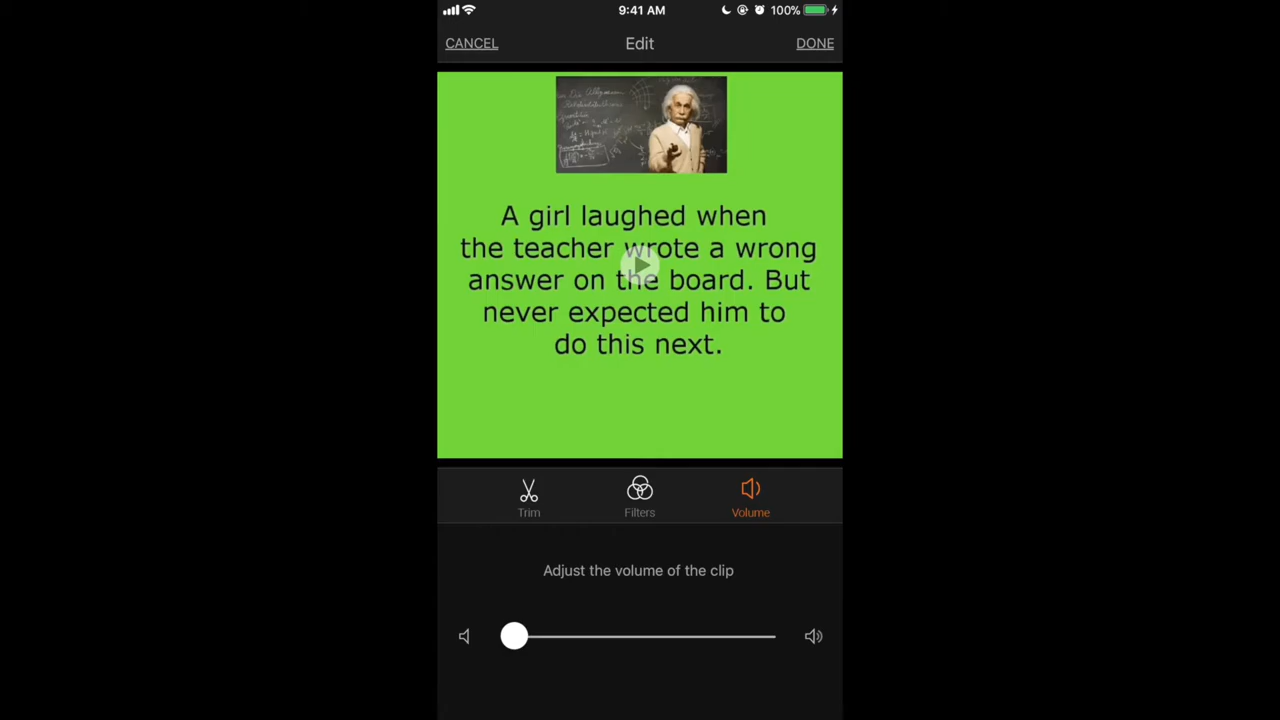 9:41 AM
100%
CANCEL
Edit
DONE
A girl laughed when
the teacher wrote a wrong
answer on the board. But
never expected him to
do this next.
Trim
Filters
Volume
Adjust the volume of the clip